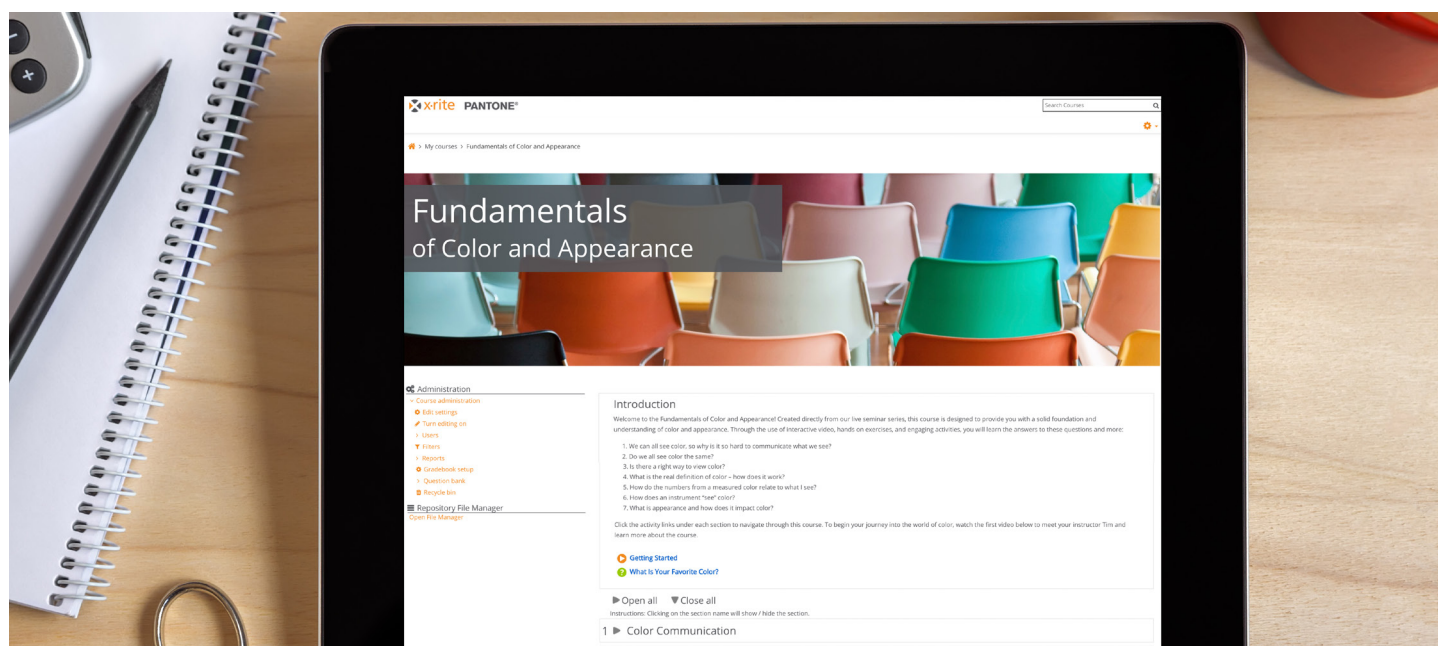 x·rite PANTONE®
Search Courses
My courses > Fundamentals of Color and Appearance
Fundamentals
of Color and Appearance
Administration
Course administration
Edit settings
Turn editing on
Users
Filters
Reports
Gradebook setup
Question bank
Recycle bin
Repository File Manager
Open File Manager
Introduction
Welcome to the Fundamentals of Color and Appearance! Created directly from our live seminar series, this course is designed to provide you with a solid foundation and
understanding of color and appearance. Through the use of interactive video, hands on exercises, and engaging activities, you will learn the answers to these questions and more:
1. We can all see color, so why is it so hard to communicate what we see?
2. Do we all see color the same?
3. Is there a right way to view color?
4. What is the real definition of color – how does it work?
5. How do the numbers from a measured color relate to what I see?
6. How does an instrument "see" color?
7. What is appearance and how does it impact color?
Click the activity links under each section to navigate through this course. To begin your journey into the world of color, watch the first video below to meet your instructor Tim and
learn more about the course.
Getting Started
? What Is Your Favorite Color?
Open all Close all
Instructions: Clicking on the section name will show / hide the section.
1 Color Communication